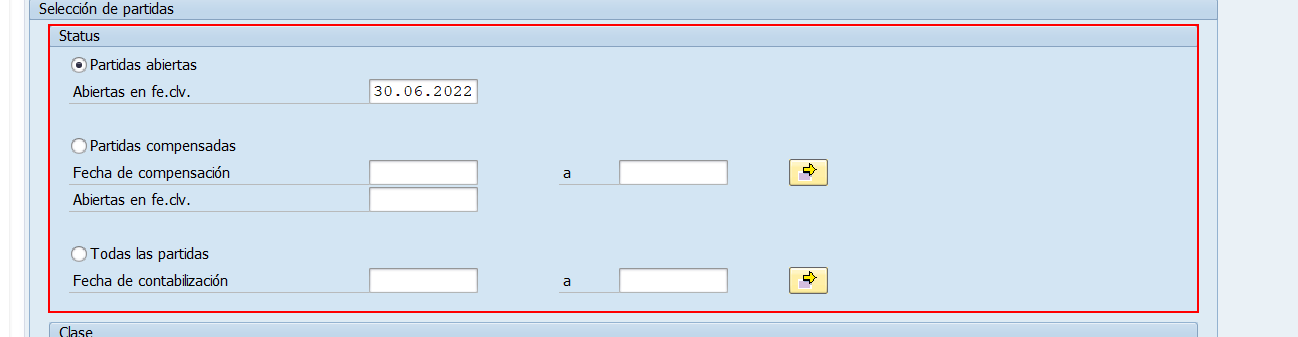 Selección de partidas
Status
Partidas abiertas
Abiertas en fe.clv. 30.06.2022
Partidas compensadas
Fecha de compensación a
Abiertas en fe.clv.
Todas las partidas
Fecha de contabilización a
Clase